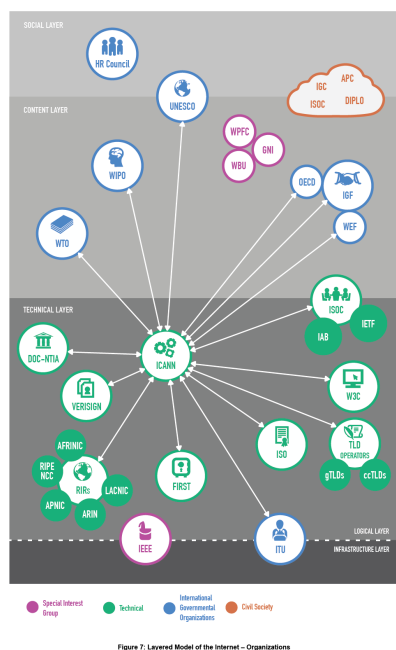 SOCIAL LAYER
HR Council
UNESCO
IGC
APC
ISOC
DIPLO
CONTENT LAYER
WPFC
GNI
WBU
WIPO
OECD
IGF
WEF
WTO
TECHNICAL LAYER
ISOC
IETF
IAB
DOC-NTIA
ICANN
W3C
VERISIGN
AFRINIC
RIPE
NCC
RIRs
LACNIC
APNIC
ARIN
FIRST
ISO
TLD
OPERATORS
gTLDs
ccTLDs
LOGICAL LAYER
INFRASTRUCTURE LAYER
IEEE
ITU
Special Interest
Group
Technical
International
Governmental
Organizations
Civil Society
Figure 7: Layered Model of the Internet – Organizations